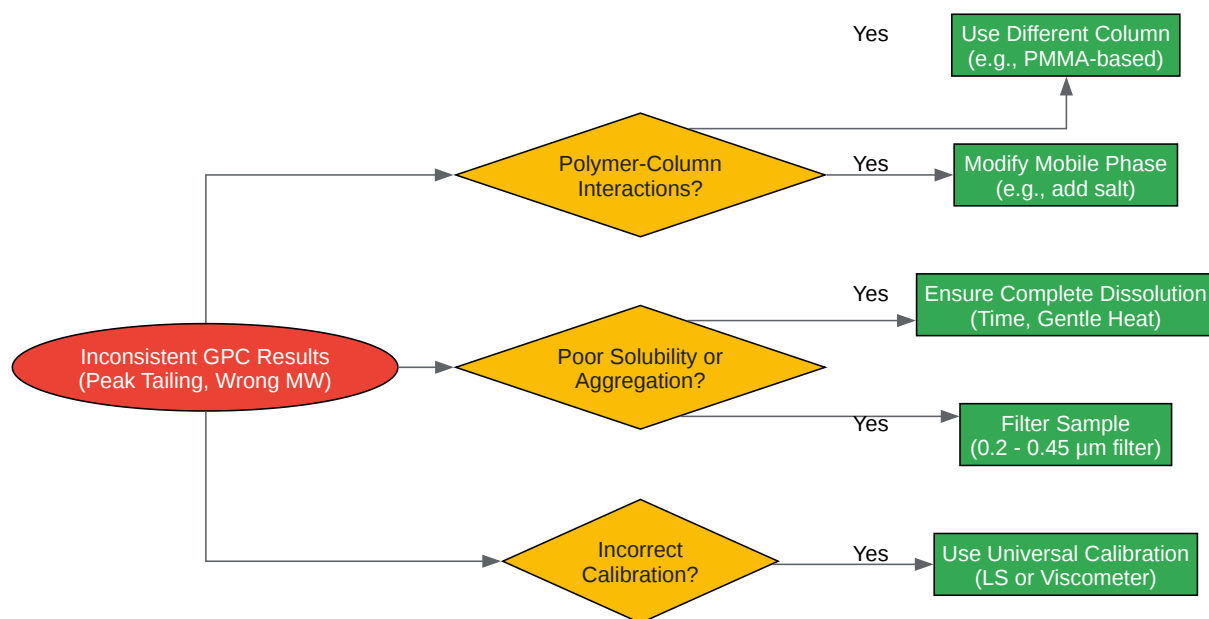 Yes
Use Different Column
(e.g., PMMA-based)
Polymer-Column
Interactions?
Yes
Modify Mobile Phase
(e.g., add salt)
Inconsistent GPC Results
(Peak Tailing, Wrong MW)
Poor Solubility or
Aggregation?
Yes
Ensure Complete Dissolution
(Time, Gentle Heat)
Yes
Filter Sample
(0.2 - 0.45 µm filter)
Incorrect
Calibration?
Yes
Use Universal Calibration
(LS or Viscometer)